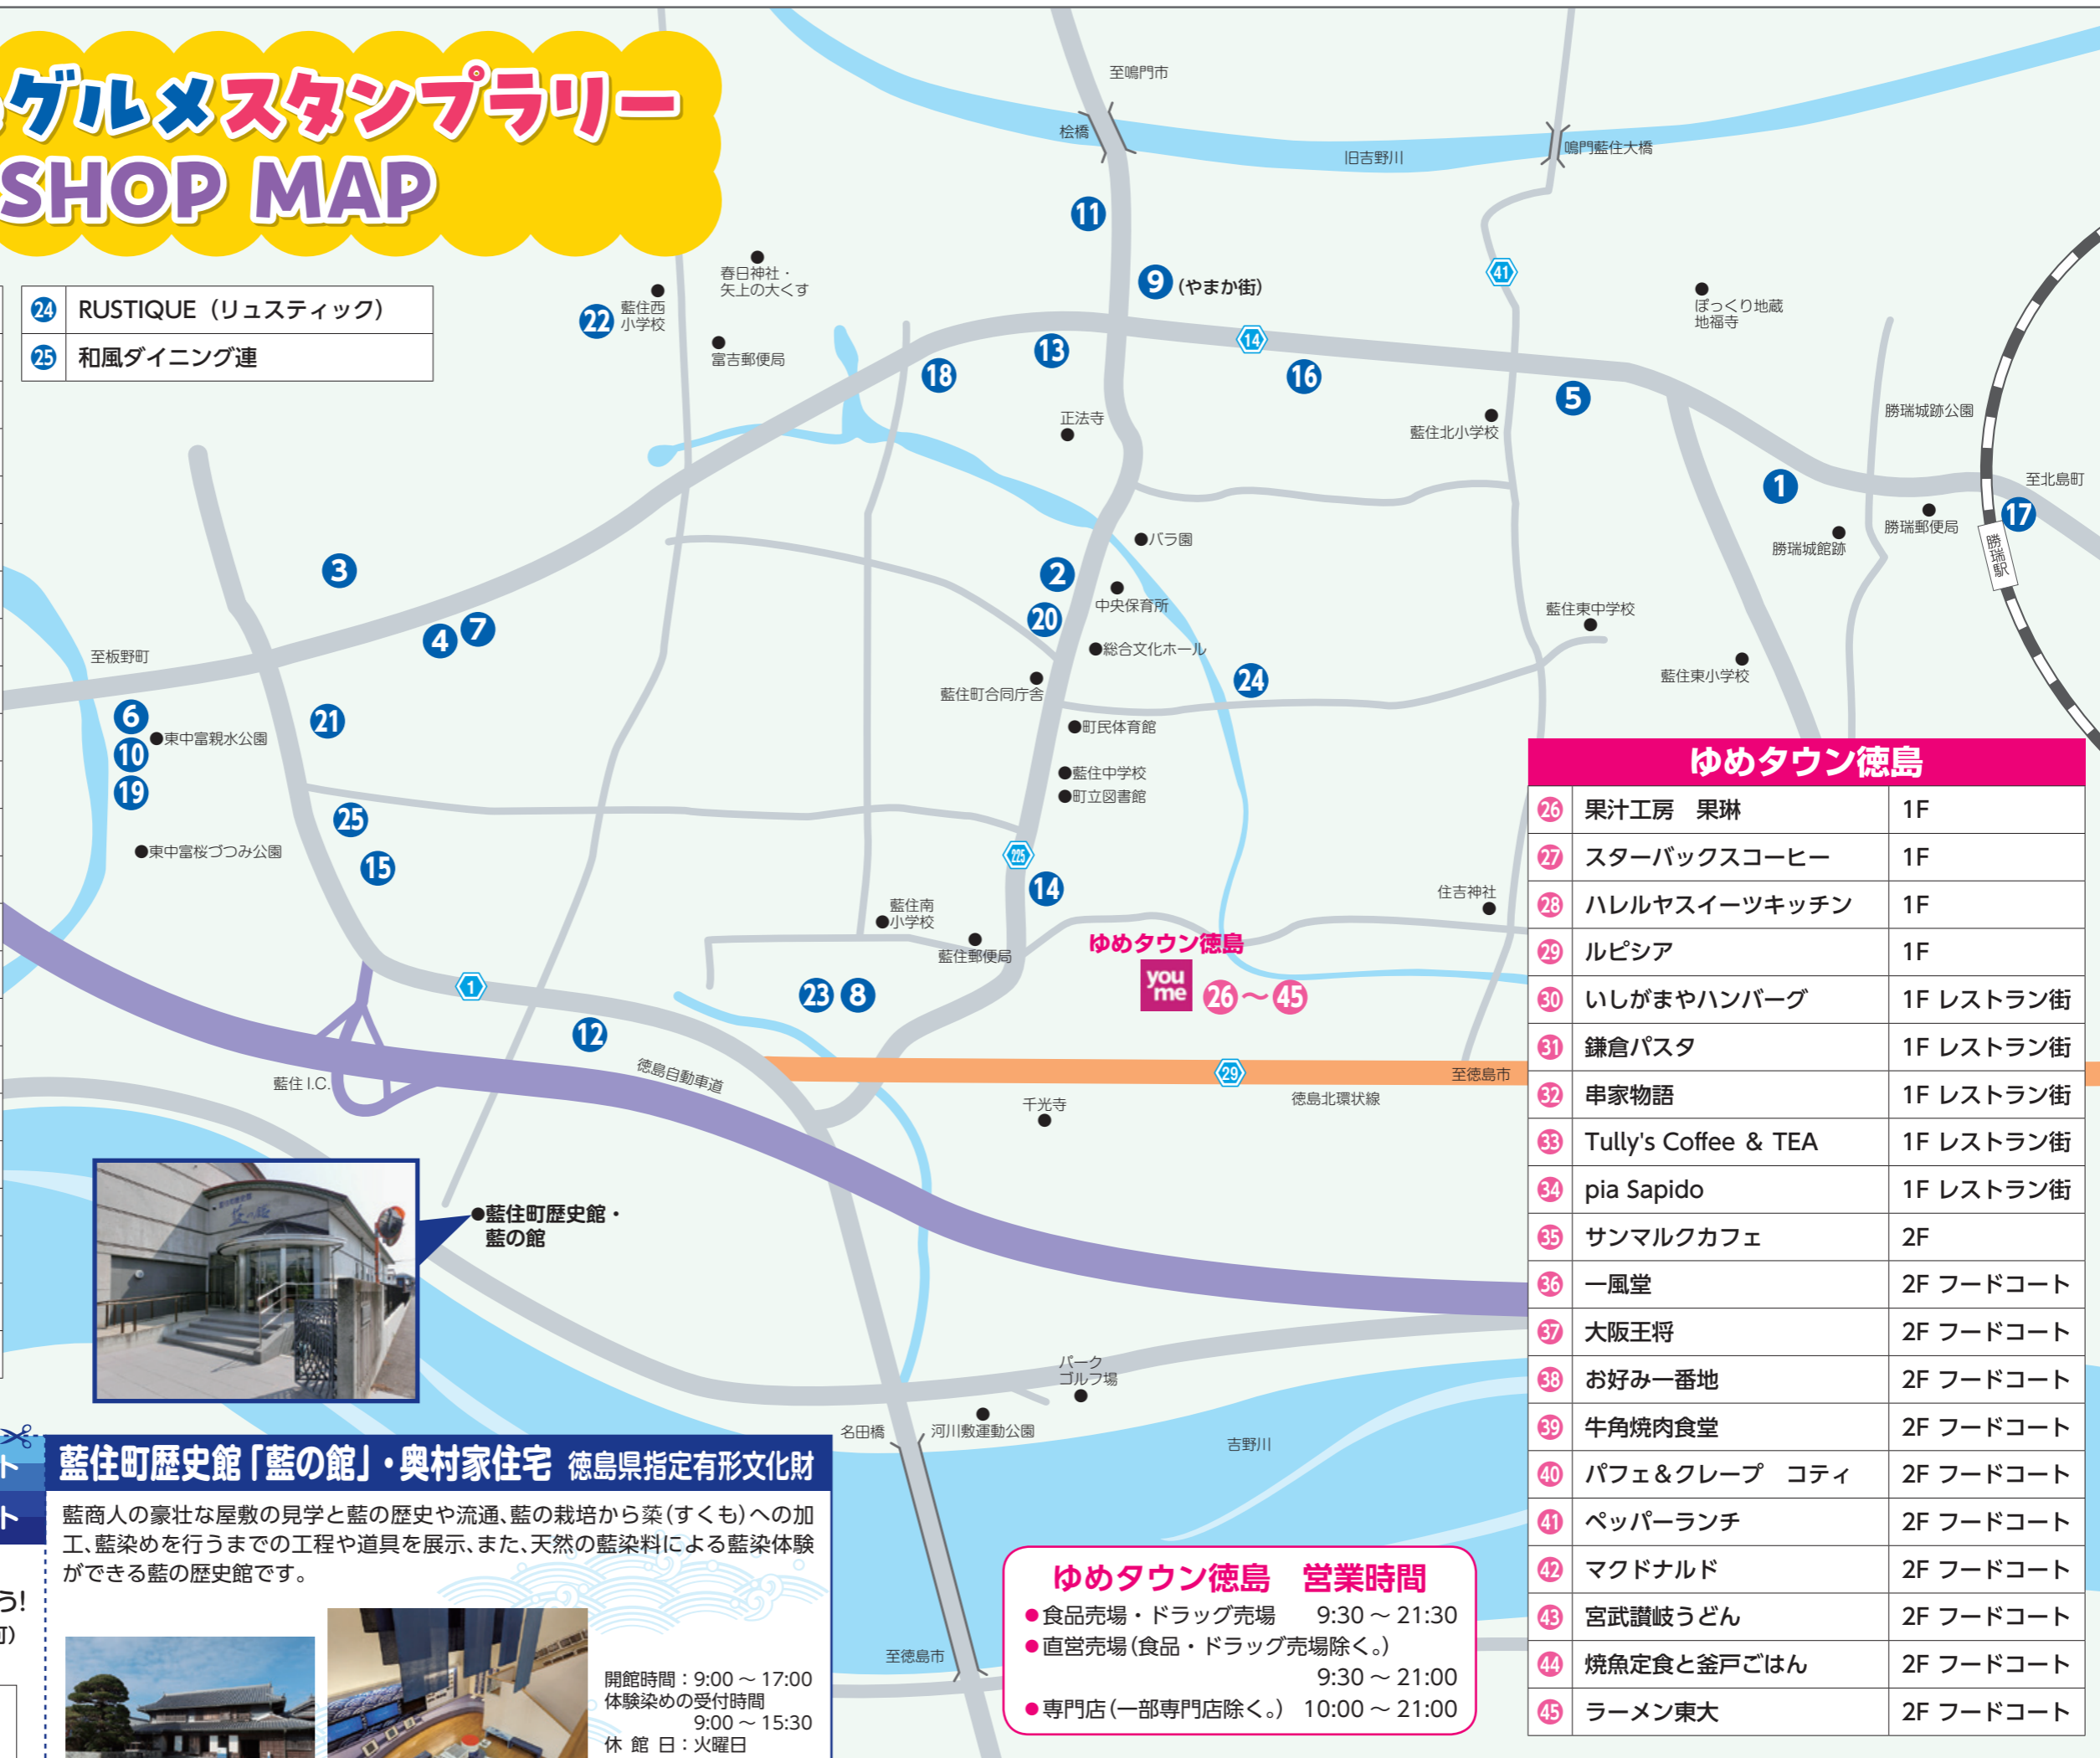 グルメスタンプラリー
SHOP MAP
24 RUSTIQUE（リュスティック）
25 和風ダイニング連
至鳴門市
桧橋
旧吉野川
鳴門藍住大橋
11
9 (やまか街)
41
春日神社・
矢上の大くす
22
藍住西
小学校
富吉郵便局
ぽっくり地蔵
地福寺
14
13
18
16
5
正法寺
藍住北小学校
勝瑞城跡公園
至北島町
1
17
勝瑞郵便局
勝瑞城館跡
勝瑞駅
バラ園
3
2
中央保育所
20
4
7
総合文化ホール
藍住東中学校
至板野町
藍住町合同庁舎
24
藍住東小学校
6
21
町民体育館
東中富親水公園
10
藍住中学校
19
町立図書館
25
東中富桜づつみ公園
15
225
14
藍住南
小学校
住吉神社
藍住郵便局
ゆめタウン徳島
you
me
26～45
1
23
8
12
徳島自動車道
藍住 I.C.
29
至徳島市
徳島北環状線
千光寺
藍住町歴史館・
藍の館
パーク
ゴルフ場
名田橋
河川敷運動公園
吉野川
至徳島市
ゆめタウン徳島
26 果汁工房　果琳 1F
27 スターバックスコーヒー 1F
28 ハレルヤスイーツキッチン 1F
29 ルピシア 1F
30 いしがまやハンバーグ 1F レストラン街
31 鎌倉パスタ 1F レストラン街
32 串家物語 1F レストラン街
33 Tully's Coffee ＆ TEA 1F レストラン街
34 pia Sapido 1F レストラン街
35 サンマルクカフェ 2F
36 一風堂 2F フードコート
37 大阪王将 2F フードコート
38 お好み一番地 2F フードコート
39 牛角焼肉食堂 2F フードコート
40 パフェ＆クレープ　コティ 2F フードコート
41 ペッパーランチ 2F フードコート
42 マクドナルド 2F フードコート
43 宮武讃岐うどん 2F フードコート
44 焼魚定食と釜戸ごはん 2F フードコート
45 ラーメン東大 2F フードコート
ト
ト
う!
町)
藍住町歴史館「藍の館」・奥村家住宅 徳島県指定有形文化財
藍商人の豪壮な屋敷の見学と藍の歴史や流通、藍の栽培から蒅(すくも)への加
工、藍染めを行うまでの工程や道具を展示、また、天然の藍染料による藍染体験
ができる藍の歴史館です。
開館時間：9:00 ～ 17:00
体験染めの受付時間
9:00 ～ 15:30
休 館 日：火曜日
ゆめタウン徳島　営業時間
●食品売場・ドラッグ売場　9:30 ～ 21:30
●直営売場(食品・ドラッグ売場除く。)
9:30 ～ 21:00
●専門店(一部専門店除く。)　10:00 ～ 21:00